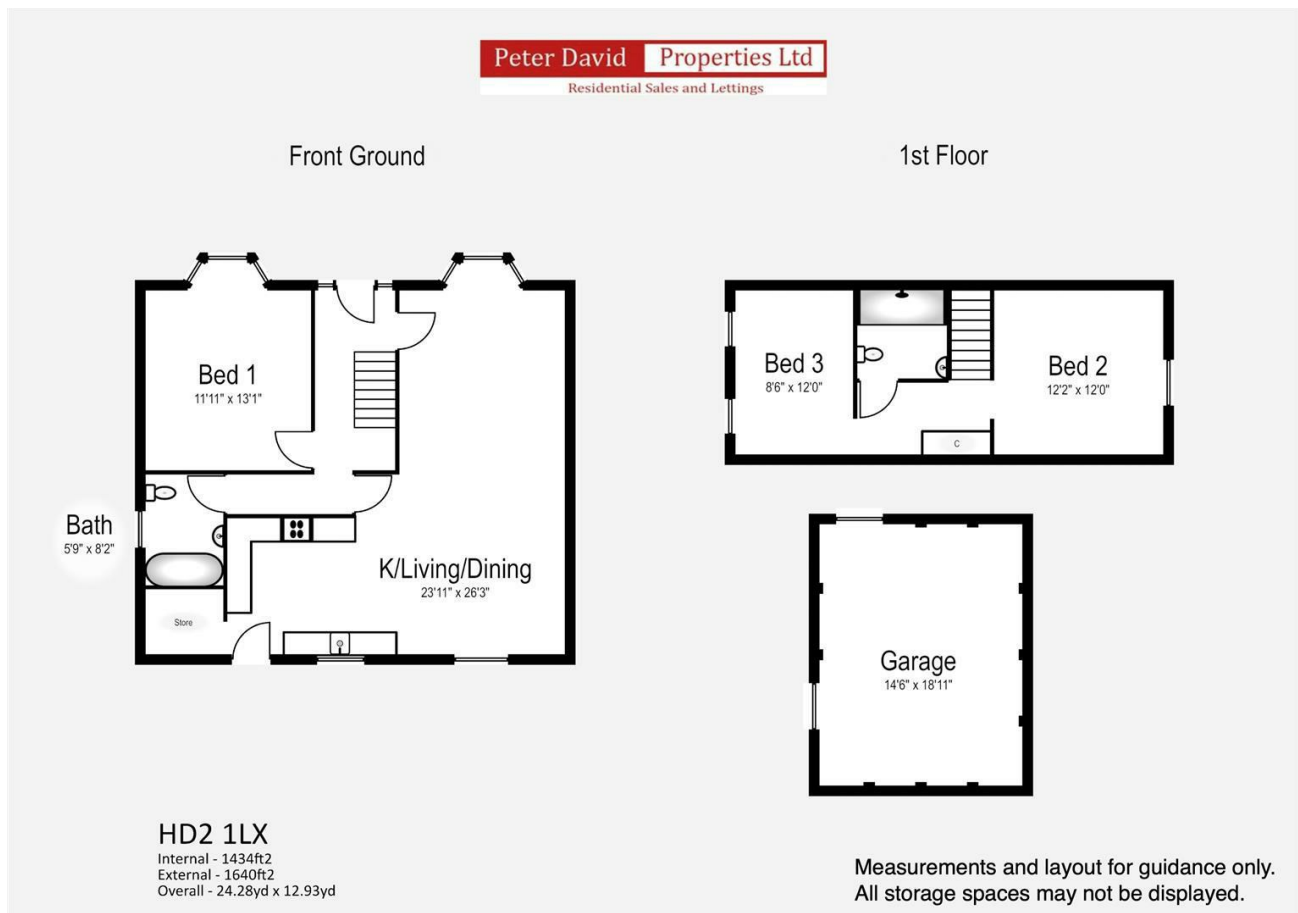 Peter David Properties Ltd
Residential Sales and Lettings
Front Ground
1st Floor
Bed 1
11'11" x 13'1"
Bed 3
8'6" x 12'0"
Bed 2
12'2" x 12'0"
C
Bath
5'9" x 8'2"
K/Living/Dining
23'11" x 26'3"
Store
Garage
14'6" x 18'11"
HD2 1LX
Internal - 1434ft2
External - 1640ft2
Overall - 24.28yd x 12.93yd
Measurements and layout for guidance only.
All storage spaces may not be displayed.